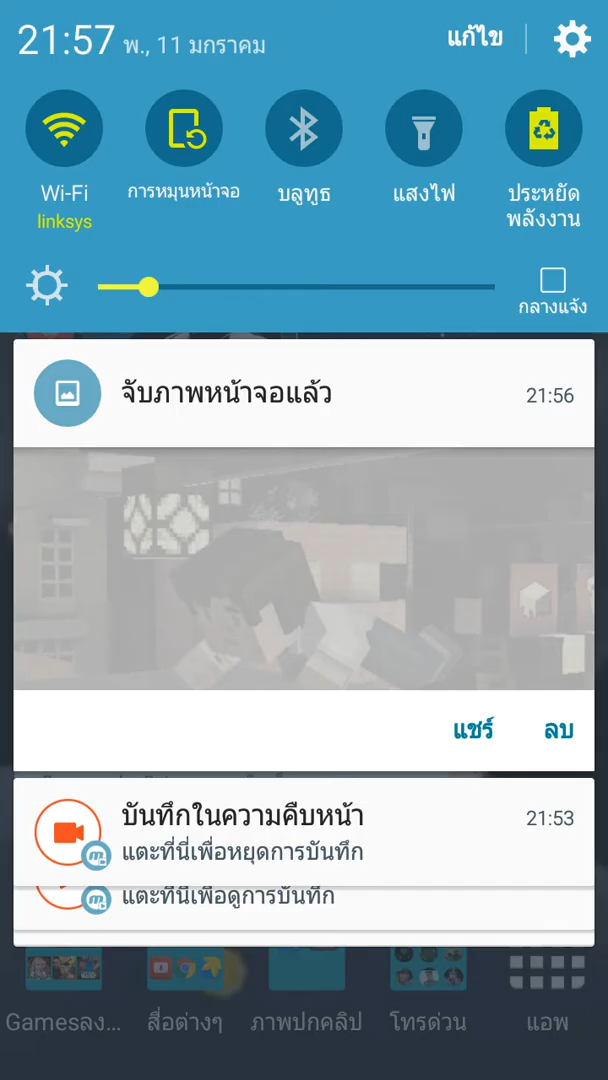 21:57 พ., 11 มกราคม
แก้ไข
Wi-Fi
linksys
การหมุนหน้าจอ
บลูทูธ
แสงไฟ
ประหยัด
พลังงาน
กลางแจ้ง
จับภาพหน้าจอแล้ว 21:56
แชร์ ลบ
บันทึกในความคืบหน้า 21:53
แตะที่นี่เพื่อหยุดการบันทึก
แตะที่นี่เพื่อดูการบันทึก
Gamesลง... สื่อต่างๆ ภาพปกคลิป โทรด่วน แอพ